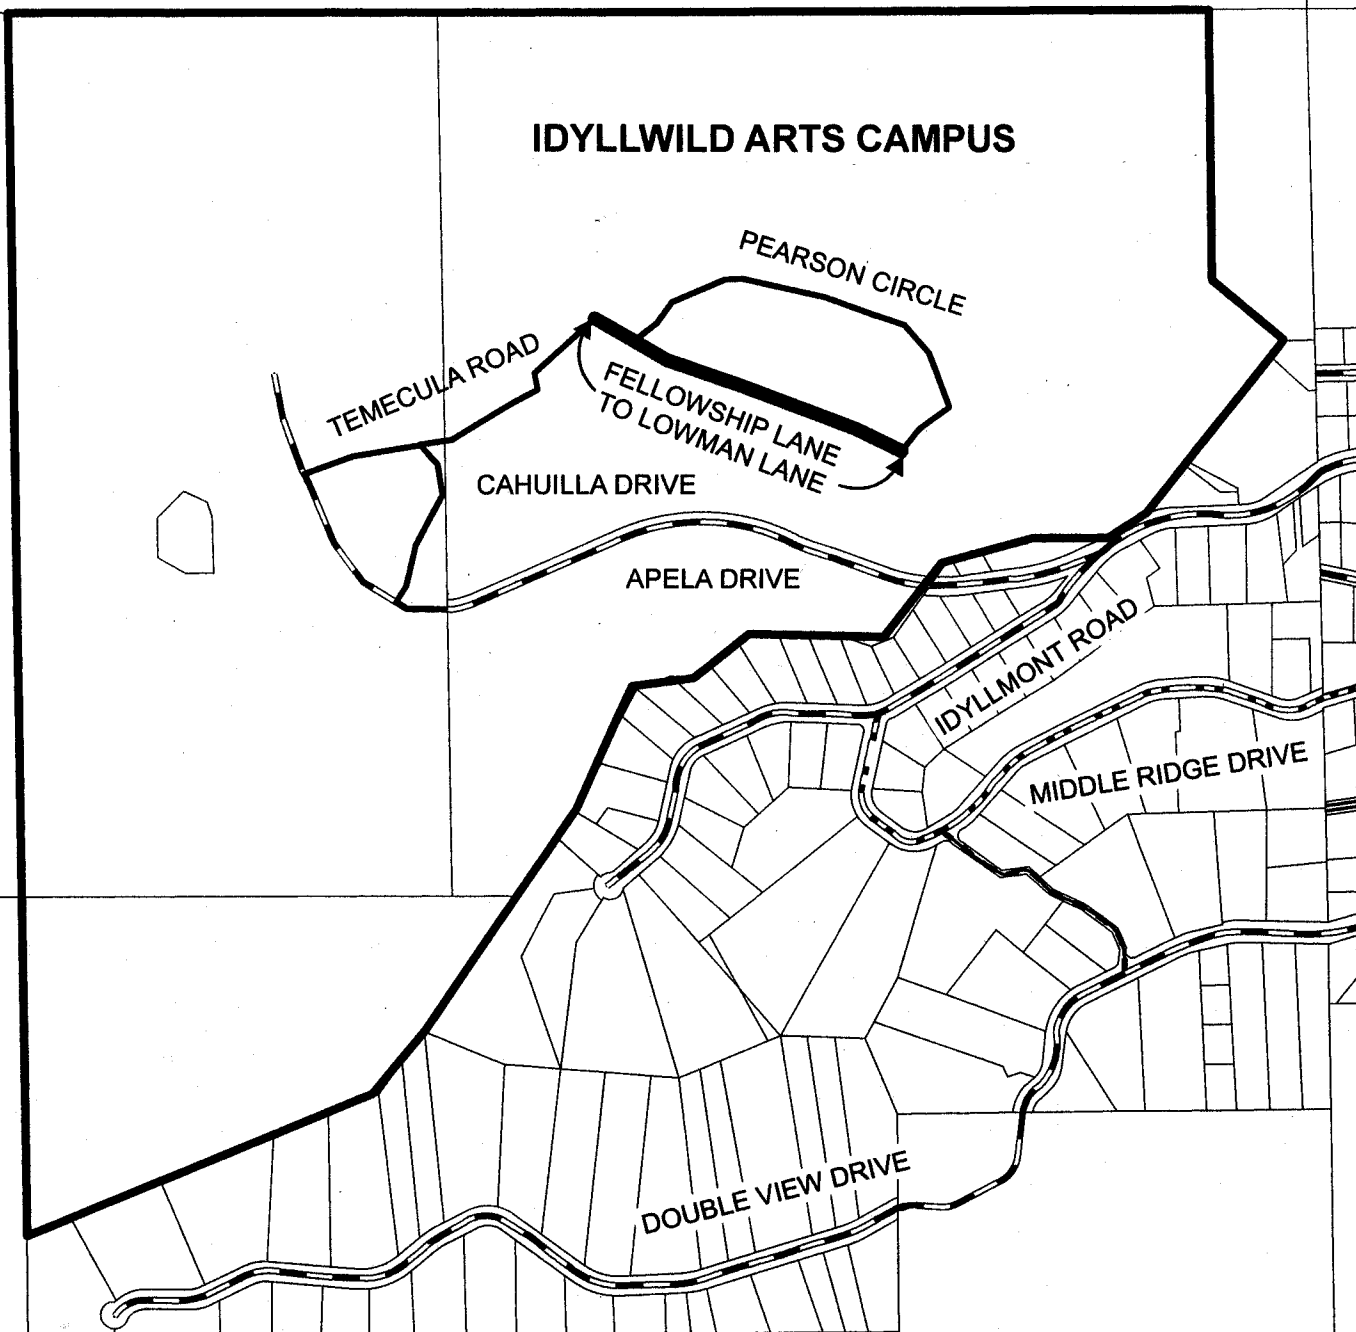 IDYLLWILD ARTS CAMPUS
PEARSON CIRCLE
TEMECULA ROAD
FELLOWSHIP LANE
TO LOWMAN LANE
CAHUILLA DRIVE
APELA DRIVE
IDYLLMONT ROAD
MIDDLE RIDGE DRIVE
DOUBLE VIEW DRIVE